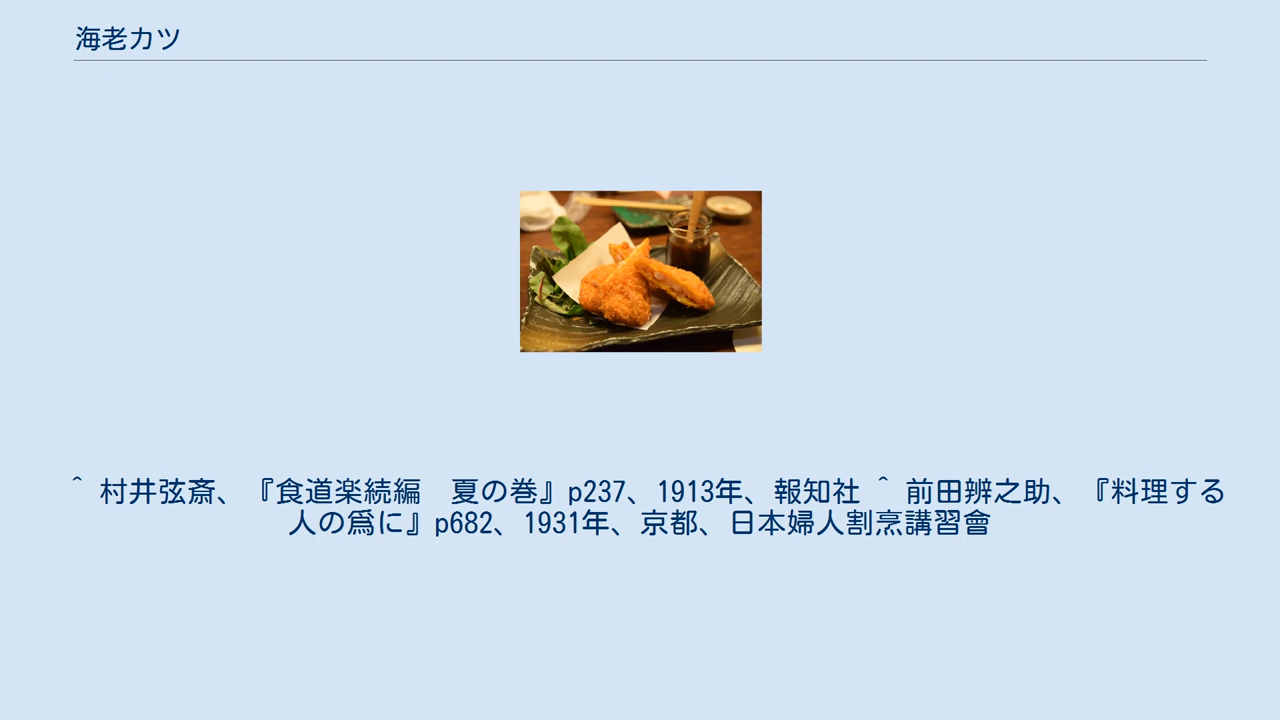 海老カツ
^ 村井弦斎、『食道楽続編　夏の巻』p237、1913年、報知社 ^ 前田辨之助、『料理する
人の爲に』p682、1931年、京都、日本婦人割烹講習會